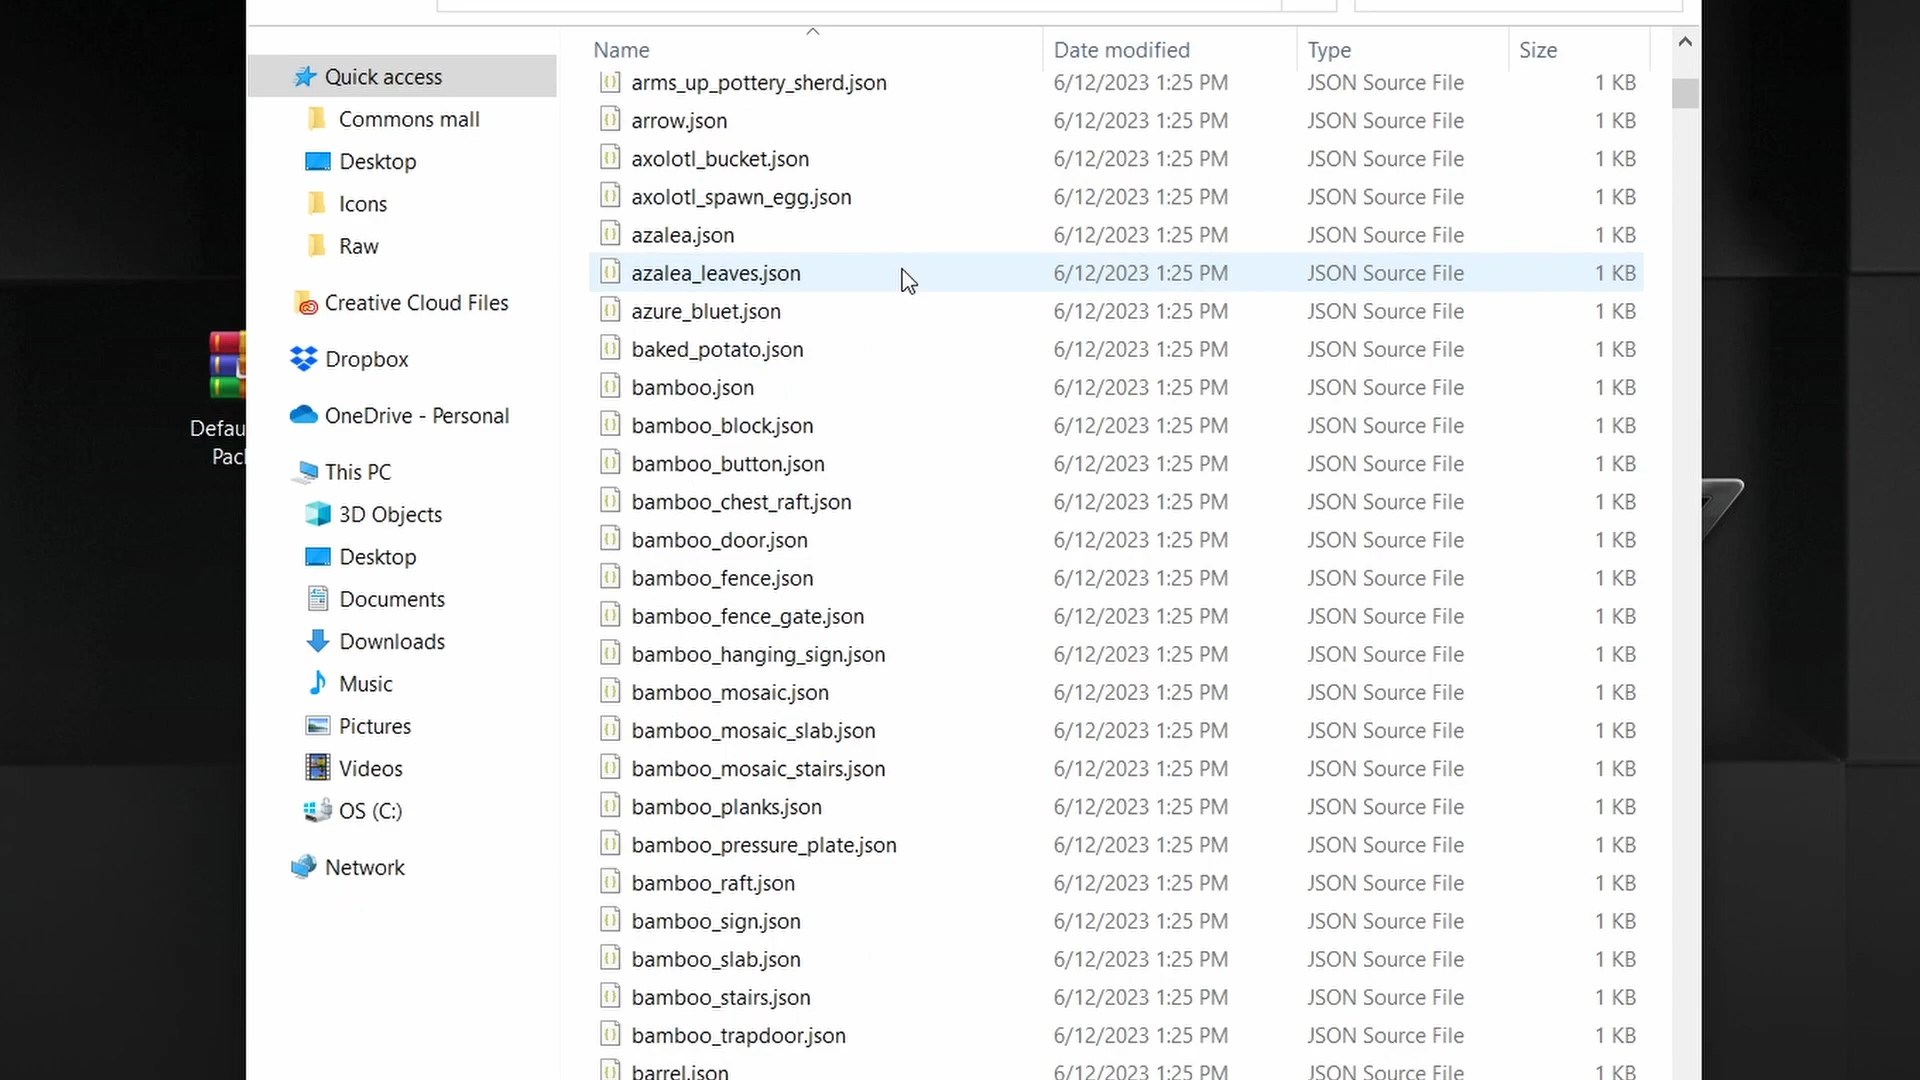 Name Date modified Type Size
Quick access
Commons mall
Desktop
Icons
Raw
Creative Cloud Files
Dropbox
OneDrive - Personal
This PC
3D Objects
Desktop
Documents
Downloads
Music
Pictures
Videos
OS (C:)
Network
arms_up_pottery_sherd.json 6/12/2023 1:25 PM JSON Source File 1 KB
arrow.json 6/12/2023 1:25 PM JSON Source File 1 KB
axolotl_bucket.json 6/12/2023 1:25 PM JSON Source File 1 KB
axolotl_spawn_egg.json 6/12/2023 1:25 PM JSON Source File 1 KB
azalea.json 6/12/2023 1:25 PM JSON Source File 1 KB
azalea_leaves.json 6/12/2023 1:25 PM JSON Source File 1 KB
azure_bluet.json 6/12/2023 1:25 PM JSON Source File 1 KB
baked_potato.json 6/12/2023 1:25 PM JSON Source File 1 KB
bamboo.json 6/12/2023 1:25 PM JSON Source File 1 KB
bamboo_block.json 6/12/2023 1:25 PM JSON Source File 1 KB
bamboo_button.json 6/12/2023 1:25 PM JSON Source File 1 KB
bamboo_chest_raft.json 6/12/2023 1:25 PM JSON Source File 1 KB
bamboo_door.json 6/12/2023 1:25 PM JSON Source File 1 KB
bamboo_fence.json 6/12/2023 1:25 PM JSON Source File 1 KB
bamboo_fence_gate.json 6/12/2023 1:25 PM JSON Source File 1 KB
bamboo_hanging_sign.json 6/12/2023 1:25 PM JSON Source File 1 KB
bamboo_mosaic.json 6/12/2023 1:25 PM JSON Source File 1 KB
bamboo_mosaic_slab.json 6/12/2023 1:25 PM JSON Source File 1 KB
bamboo_mosaic_stairs.json 6/12/2023 1:25 PM JSON Source File 1 KB
bamboo_planks.json 6/12/2023 1:25 PM JSON Source File 1 KB
bamboo_pressure_plate.json 6/12/2023 1:25 PM JSON Source File 1 KB
bamboo_raft.json 6/12/2023 1:25 PM JSON Source File 1 KB
bamboo_sign.json 6/12/2023 1:25 PM JSON Source File 1 KB
bamboo_slab.json 6/12/2023 1:25 PM JSON Source File 1 KB
bamboo_stairs.json 6/12/2023 1:25 PM JSON Source File 1 KB
bamboo_trapdoor.json 6/12/2023 1:25 PM JSON Source File 1 KB
barrel.json 6/12/2023 1:25 PM JSON Source File 1 KB
Defau
Pac